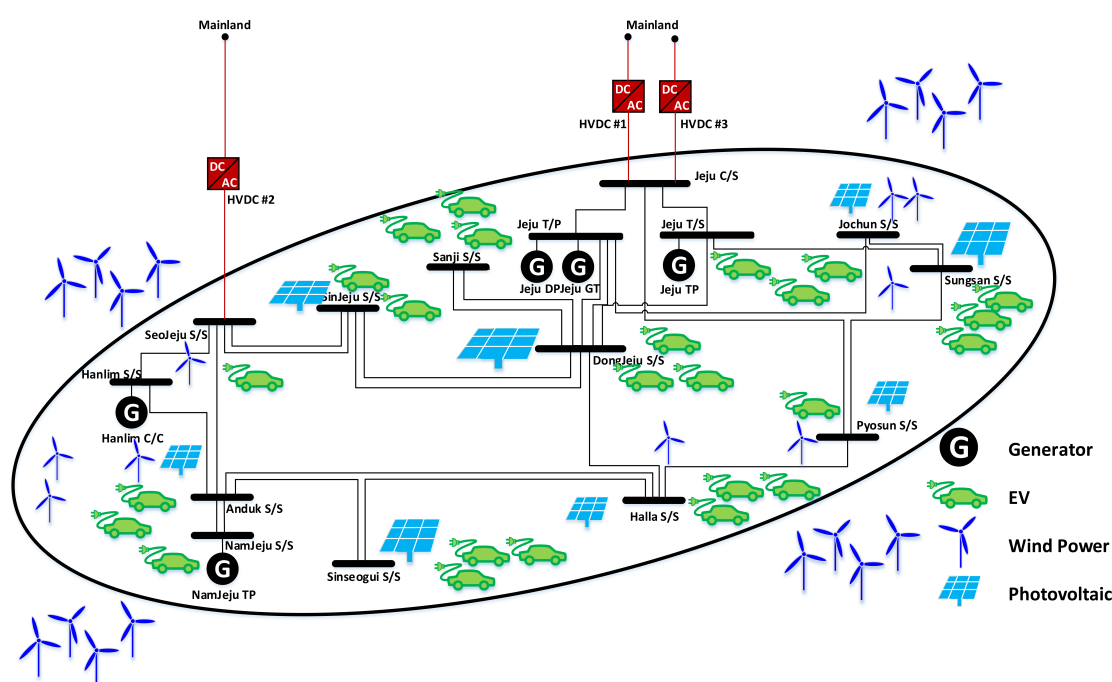 Mainland
Mainland
DC
AC
HVDC #1
DC
AC
HVDC #3
DC
AC
HVDC #2
Jeju C/S
Jeju T/P
Jeju T/S
Jochun S/S
Sanji S/S
G
G
G
Jeju DP
Jeju GT
Jeju TP
Sungsan S/S
SinJeju S/S
SeoJeju S/S
DongJeju S/S
Hanlim S/S
G
Hanlim C/C
Pyosun S/S
G
Generator
Anduk S/S
Halla S/S
EV
NamJeju S/S
Wind Power
G
Sinseogui S/S
NamJeju TP
Photovoltaic